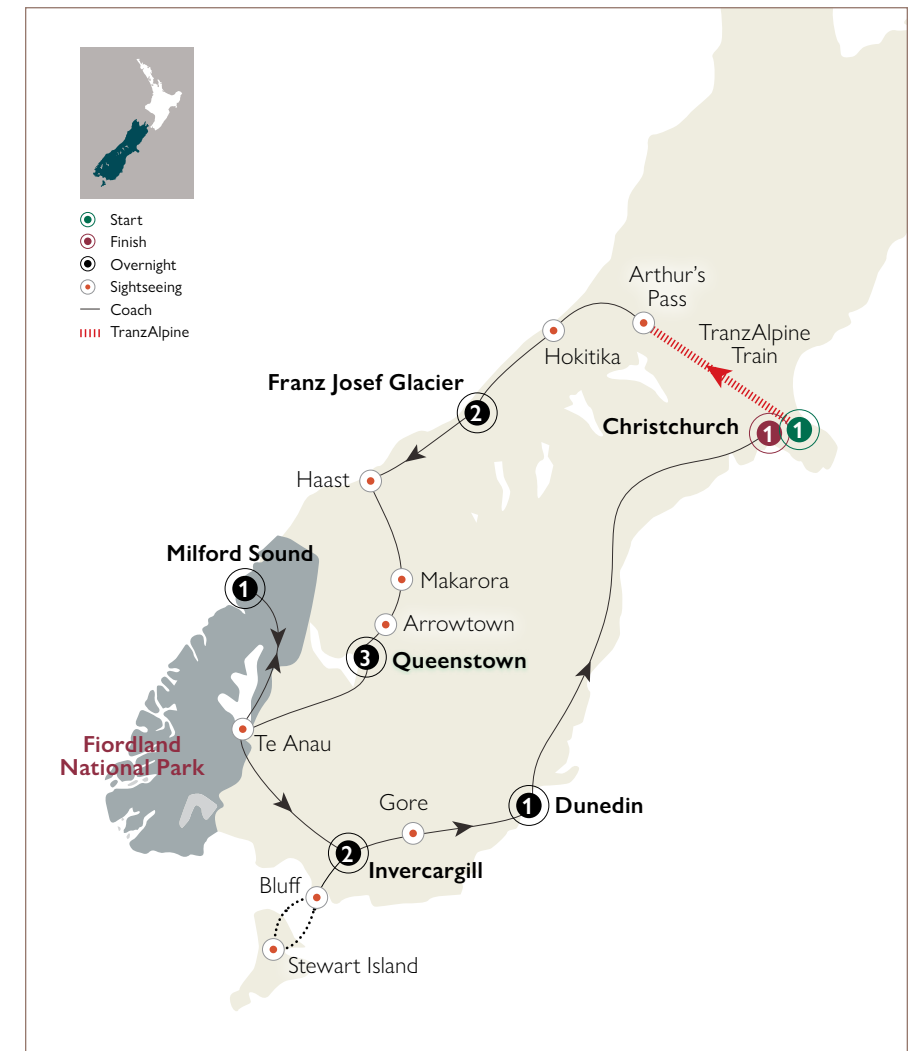 Start
Finish
Overnight
Sightseeing
Coach
TranzAlpine
Arthur's
Pass
TranzAlpine
Train
Hokitika
Franz Josef Glacier
2
Christchurch
1
1
Haast
Milford Sound
1
Makarora
Arrowtown
3
Queenstown
Te Anau
Fiordland
National Park
Gore
1
Dunedin
2
Invercargill
Bluff
Stewart Island